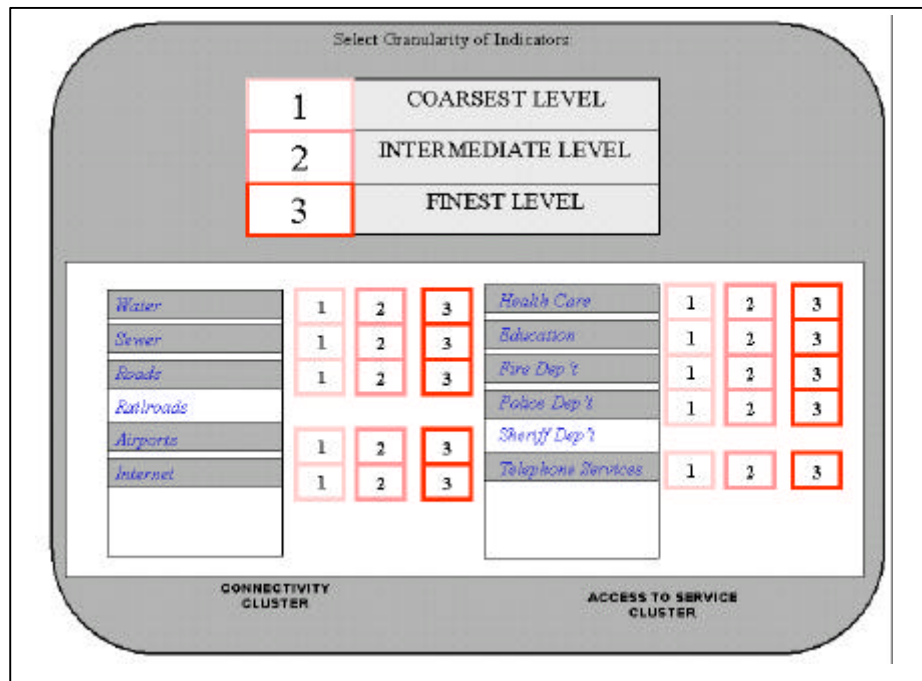 Select Granularity of Indicators:
1 COARSEST LEVEL
2 INTERMEDIATE LEVEL
3 FINEST LEVEL
Water 1 2 3
Sewer 1 2 3
Roads 1 2 3
Railroads
Airports 1 2 3
Internet 1 2 3
CONNECTIVITY
CLUSTER
Health Care 1 2 3
Education 1 2 3
Fire Dep't 1 2 3
Police Dep't 1 2 3
Sheriff Dep't
Telephone Services 1 2 3
ACCESS TO SERVICE
CLUSTER